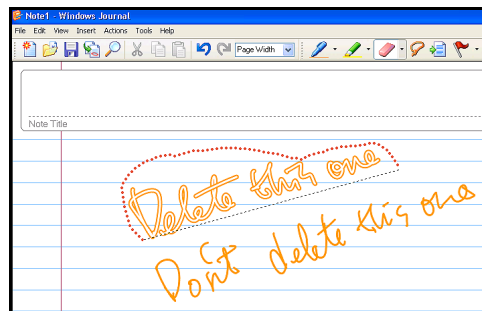 Note1 - Windows Journal
File Edit View Insert Actions Tools Help
Page Width
Note Title
Delete this one
Don't delete this one